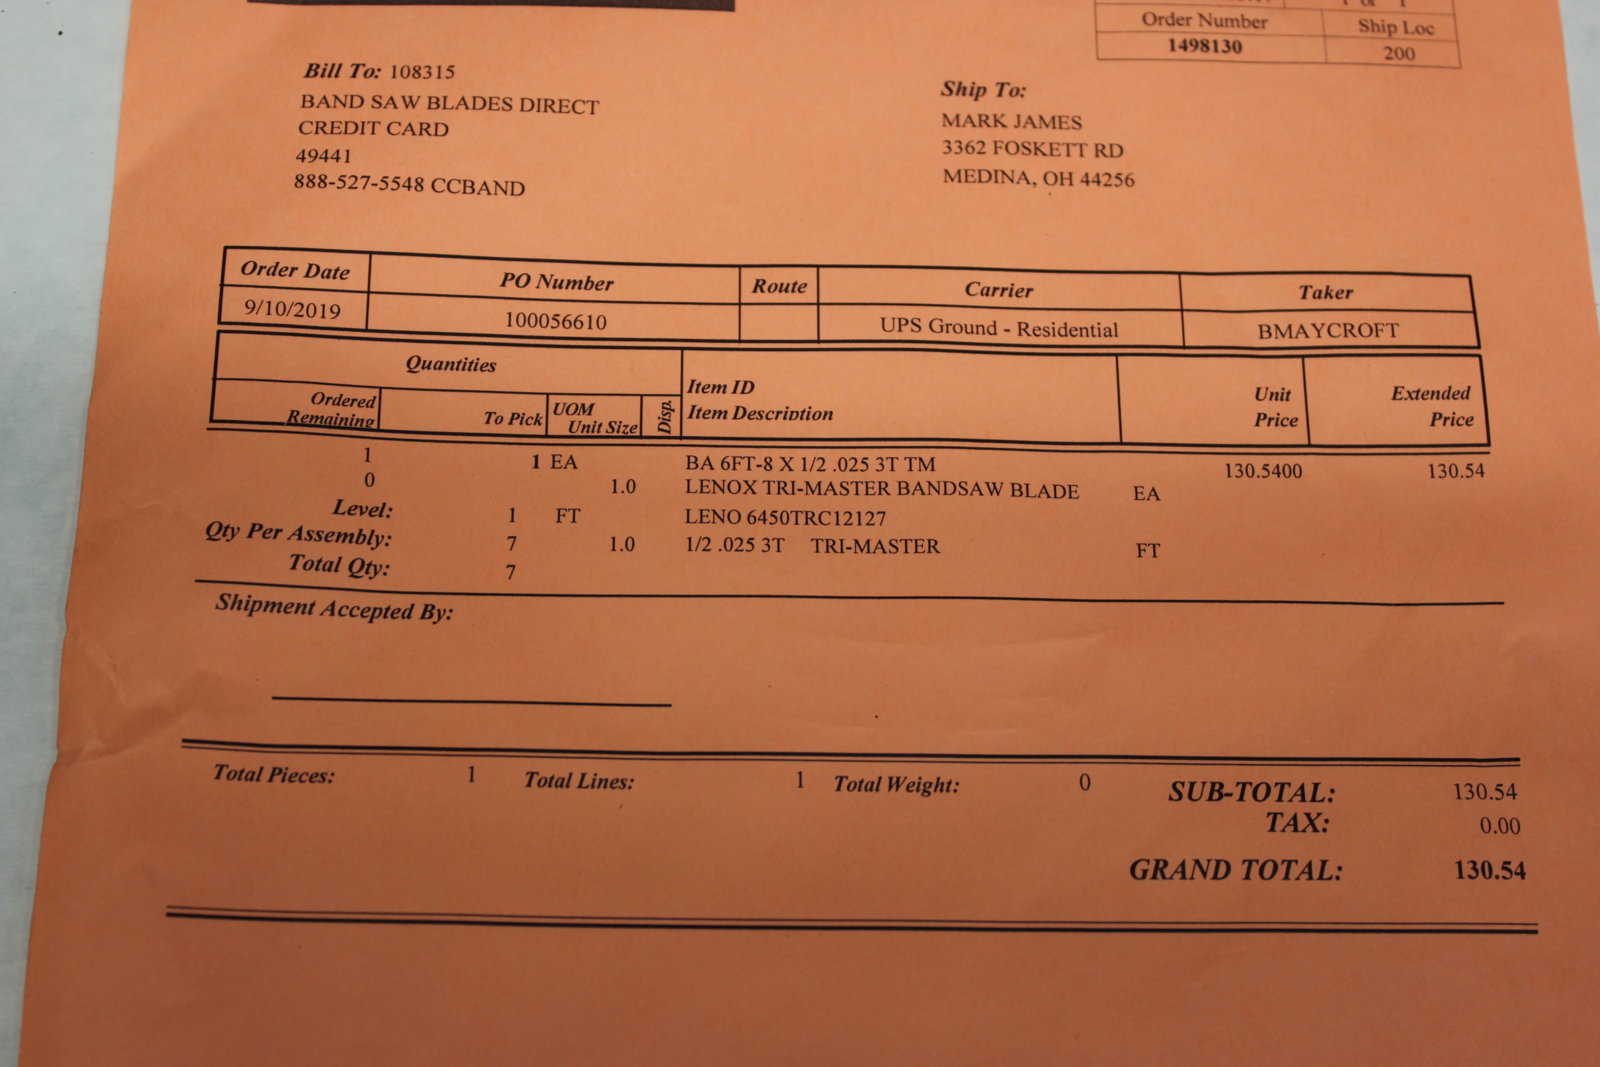 1 of 1
Order Number Ship Loc
1498130 200
Bill To: 108315
BAND SAW BLADES DIRECT
CREDIT CARD
49441
888-527-5548 CCBAND
Ship To:
MARK JAMES
3362 FOSKETT RD
MEDINA, OH 44256
Order Date PO Number Route Carrier Taker
9/10/2019 100056610 UPS Ground - Residential BMAYCROFT
Quantities
Ordered
Remaining
To Pick
UOM
Unit Size
Disp.
Item ID
Item Description
Unit
Price
Extended
Price
1 1 EA BA 6FT-8 X 1/2 .025 3T TM 130.5400 130.54
0 1.0 LENOX TRI-MASTER BANDSAW BLADE EA
Level: 1 FT LENO 6450TRC12127
Qty Per Assembly: 7 1.0 1/2 .025 3T TRI-MASTER FT
Total Qty: 7
Shipment Accepted By:
Total Pieces: 1 Total Lines: 1 Total Weight: 0 SUB-TOTAL: 130.54
TAX: 0.00
GRAND TOTAL: 130.54